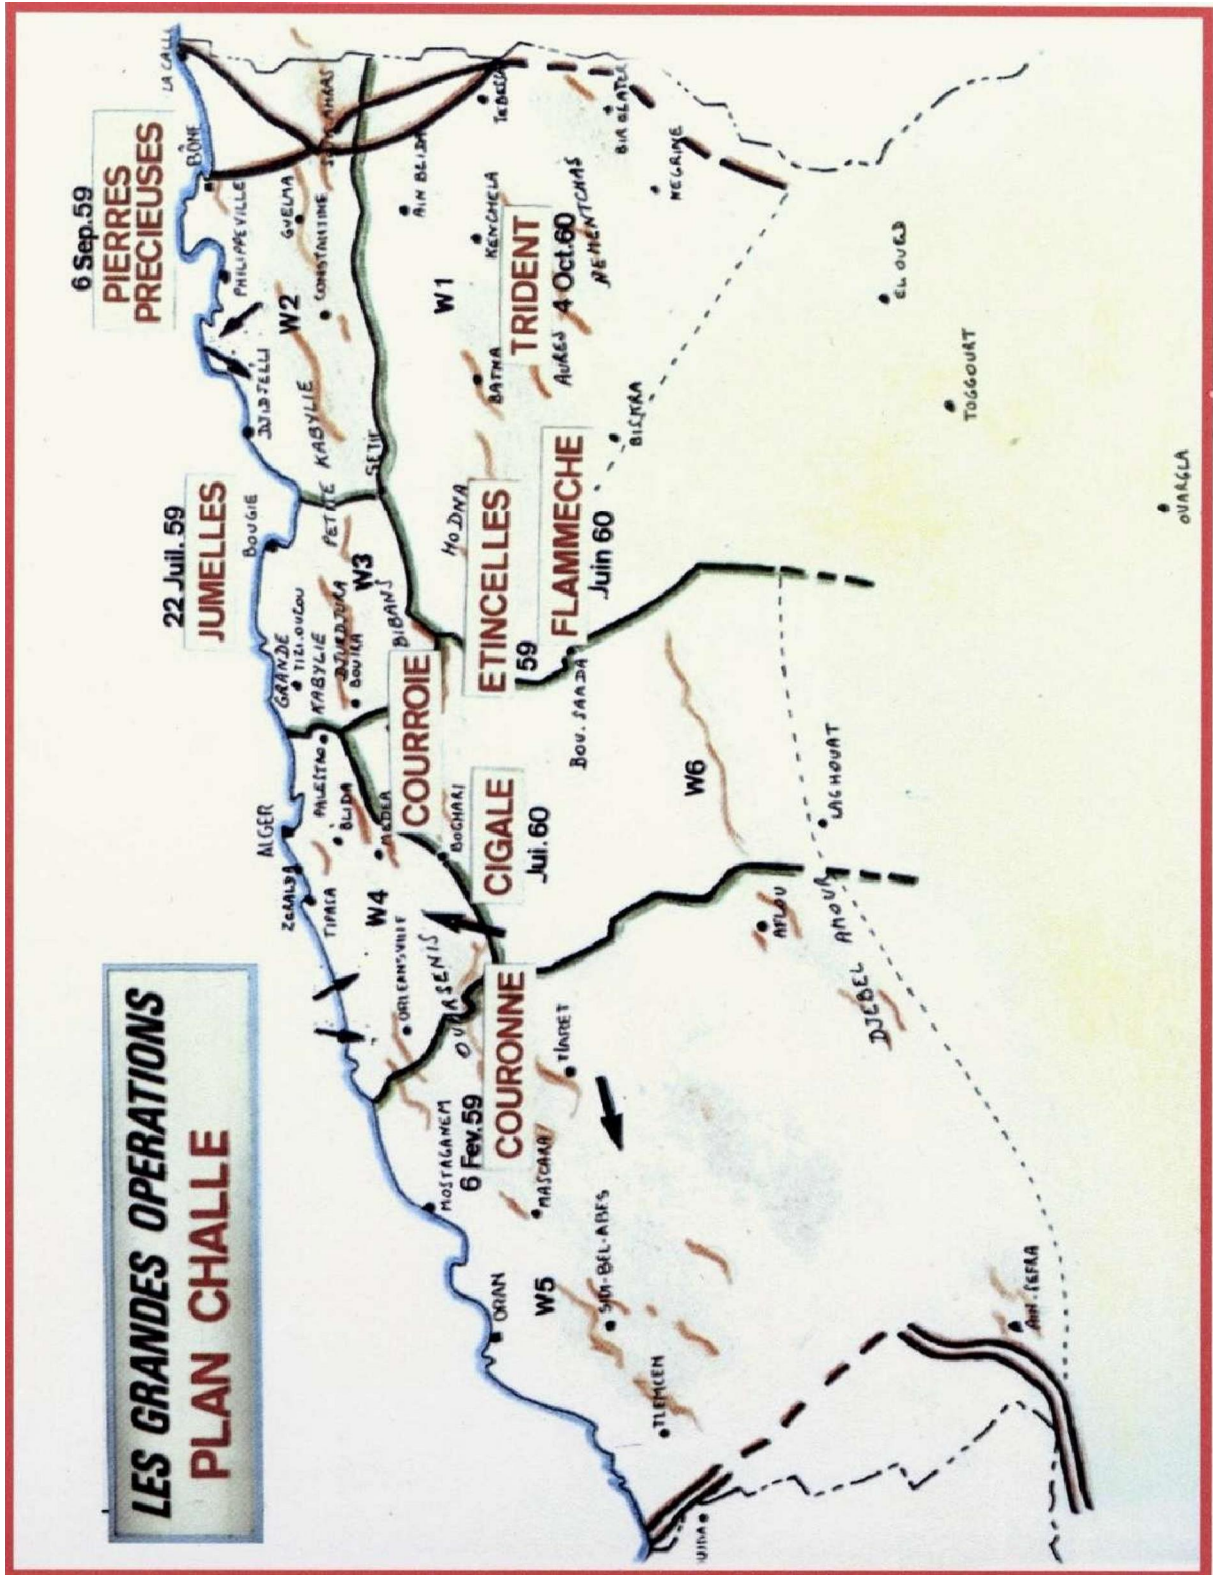 LES GRANDES OPERATIONS
PLAN CHALLE
6 Sep.59
PIERRES
PRECIEUSES
22 Juil. 59
JUMELLES
COURROIE
ETINCELLES
59
FLAMMECHE
Juin 60
TRIDENT
4 Oct.60
CIGALE
Jui.60
6 Fev.59
COURONNE
W1
W2
W3
W4
W5
W6
LA CALLE
BÔNE
PHILIPPEVILLE
GUELMA
CONSTANTINE
DJIDJELLI
PETITE KABYLIE
SETIF
AIN BEIDA
TEBESSA
BIR EL ATER
NEGRINE
KENCHELA
NEMENTCHAS
BATNA
AURES
BISKRA
EL OUED
TOGGOURT
OUARGLA
HODNA
BOUGIE
GRANDE
KABYLIE
TIZI.OUZOU
DJURDJURA
BOUIRA
BIBANS
PALESTRO
ALGER
BLIDA
MEDEA
BOGHARI
BOU.SAADA
ZERALDA
TIPAZA
ORLEANSVILLE
OUARSENIS
TIARET
LAGHOUAT
AFLOU
DJEBEL AMOUR
MOSTAGANEM
MASCARA
ORAN
SIDI-BEL-ABES
TLEMCEN
AIN-SEFRA